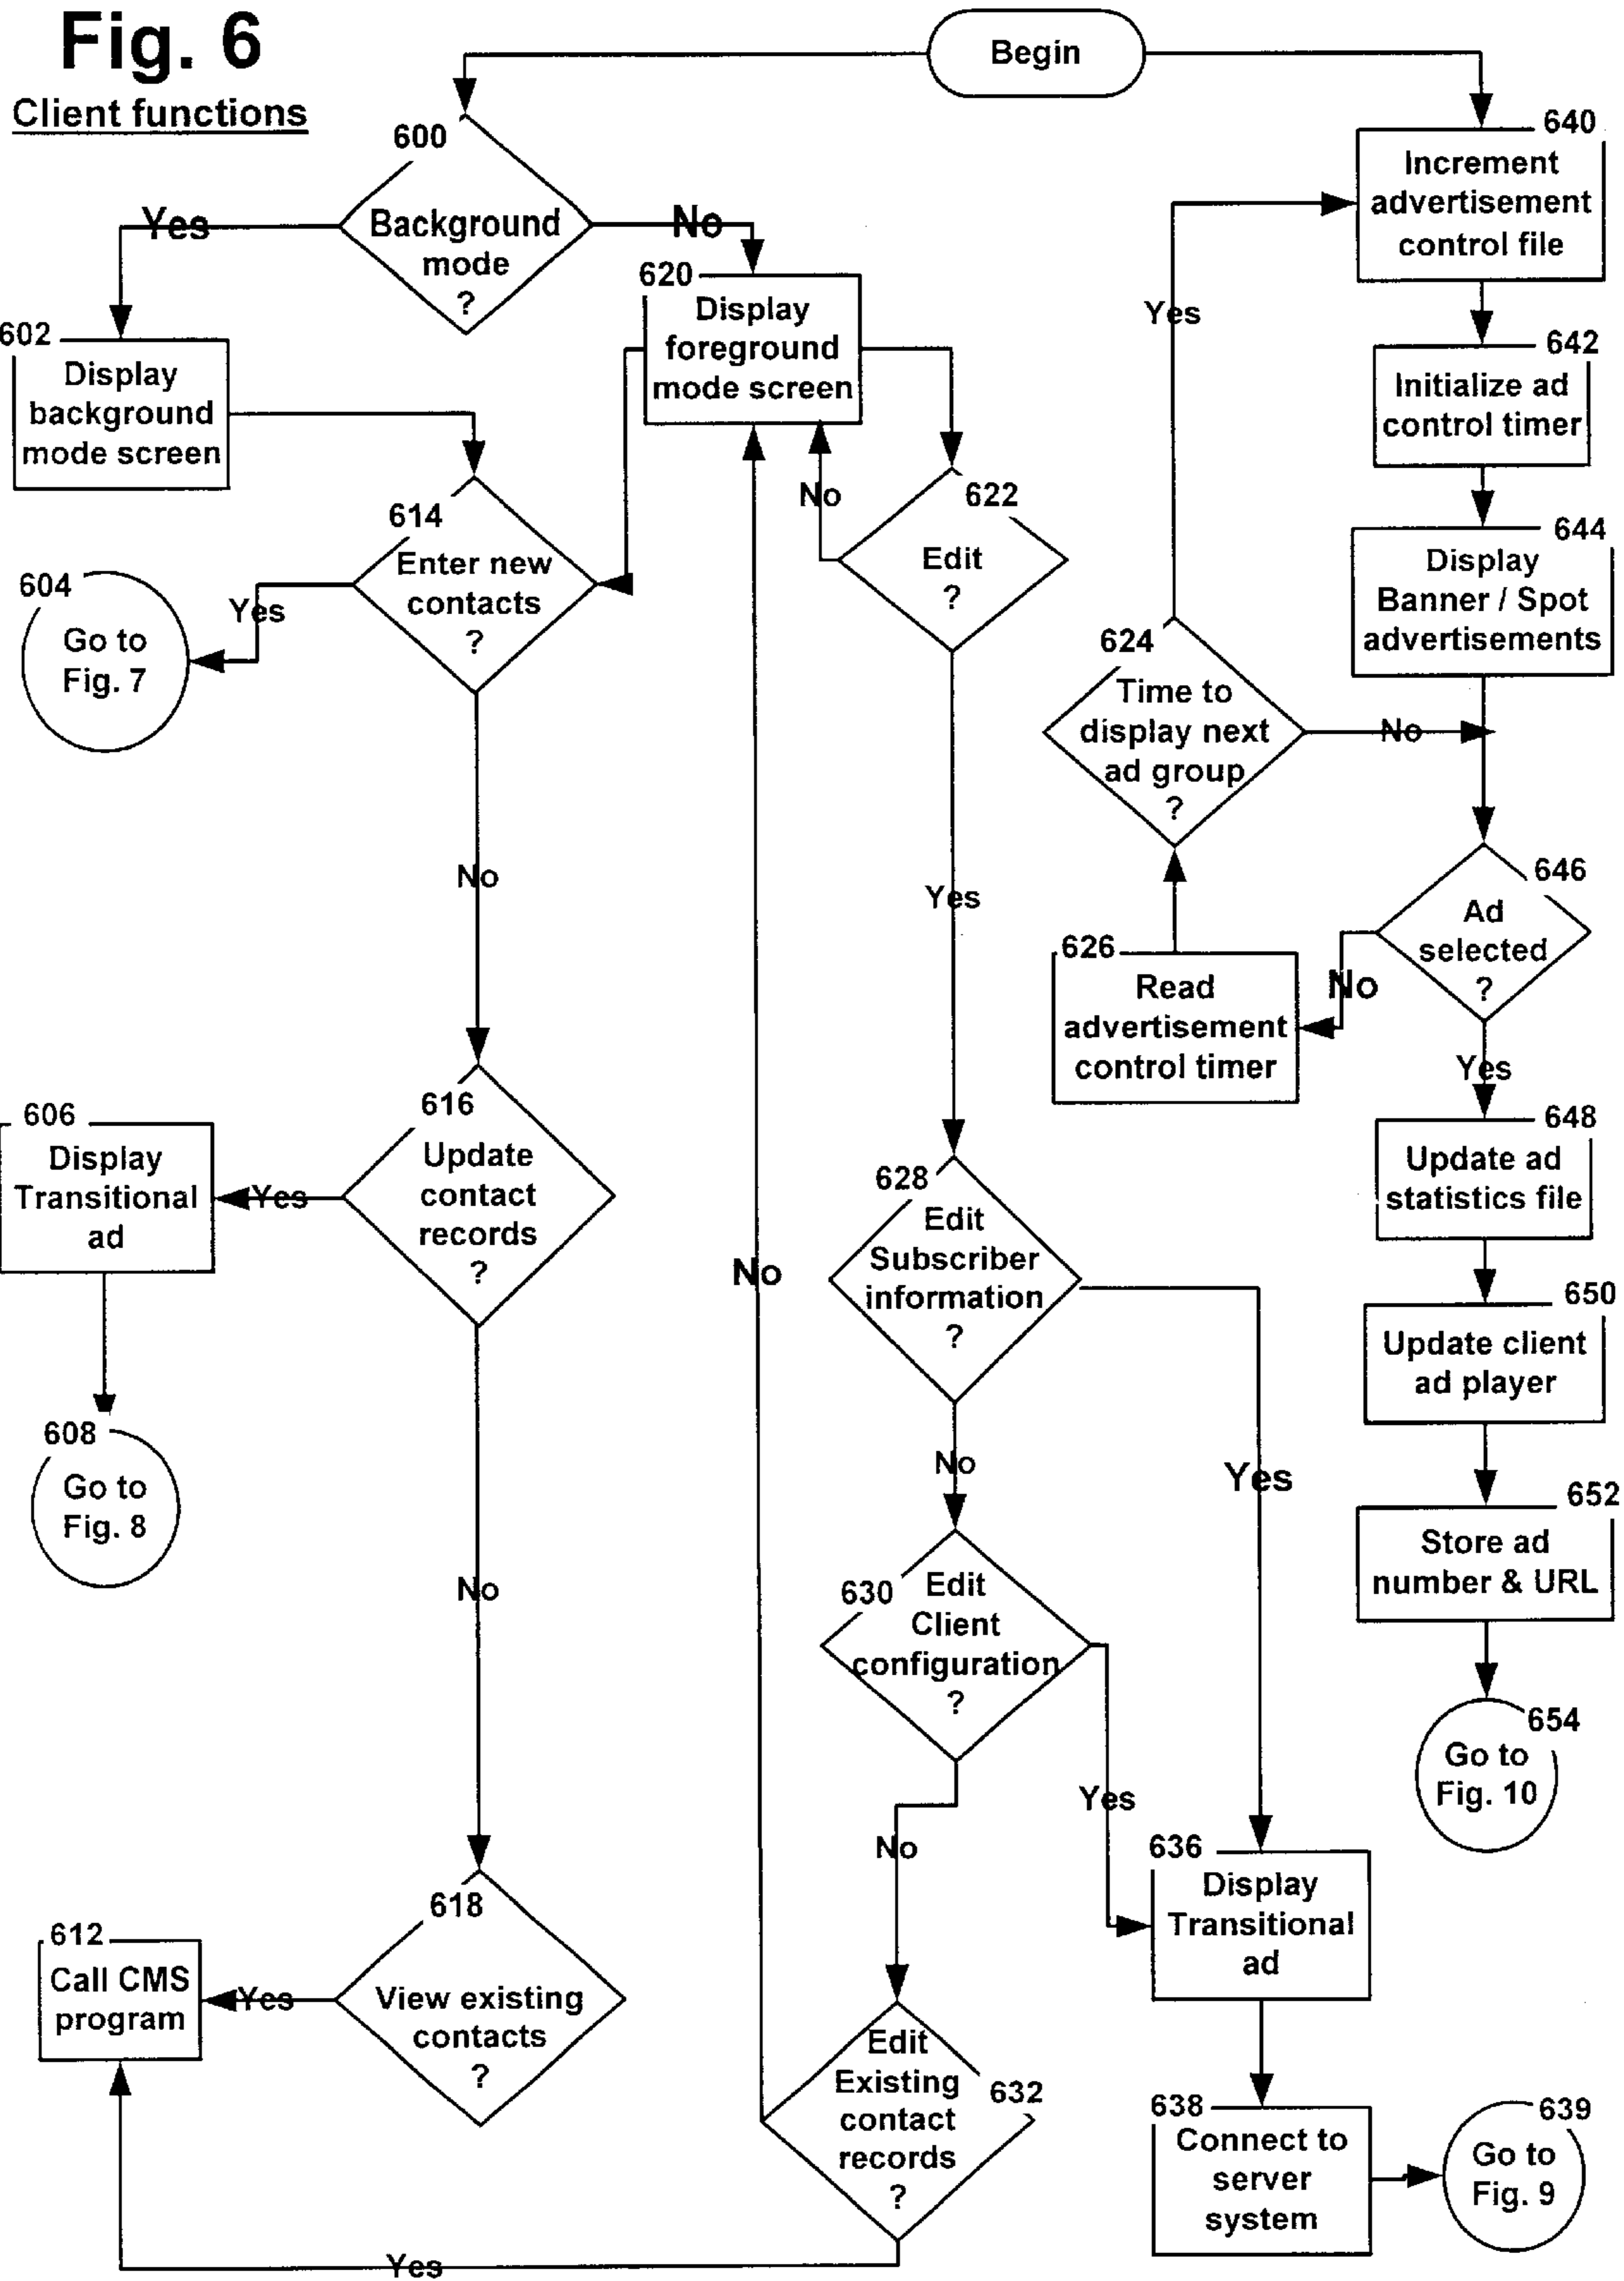 Fig. 6
Client functions
Begin
600
Background
mode
?
Yes
No
602
Display
background
mode screen
620
Display
foreground
mode screen
614
Enter new
contacts
?
Yes
604
Go to
Fig. 7
No
622
Edit
?
No
Yes
616
Update
contact
records
?
Yes
606
Display
Transitional
ad
608
Go to
Fig. 8
No
618
View existing
contacts
?
Yes
612
Call CMS
program
628
Edit
Subscriber
information
?
Yes
No
630
Edit
Client
configuration
?
Yes
No
632
Edit
Existing
contact
records
?
No
Yes
636
Display
Transitional
ad
638
Connect to
server
system
639
Go to
Fig. 9
640
Increment
advertisement
control file
642
Initialize ad
control timer
644
Display
Banner / Spot
advertisements
624
Time to
display next
ad group
?
Yes
No
626
Read
advertisement
control timer
646
Ad
selected
?
No
Yes
648
Update ad
statistics file
650
Update client
ad player
652
Store ad
number & URL
654
Go to
Fig. 10